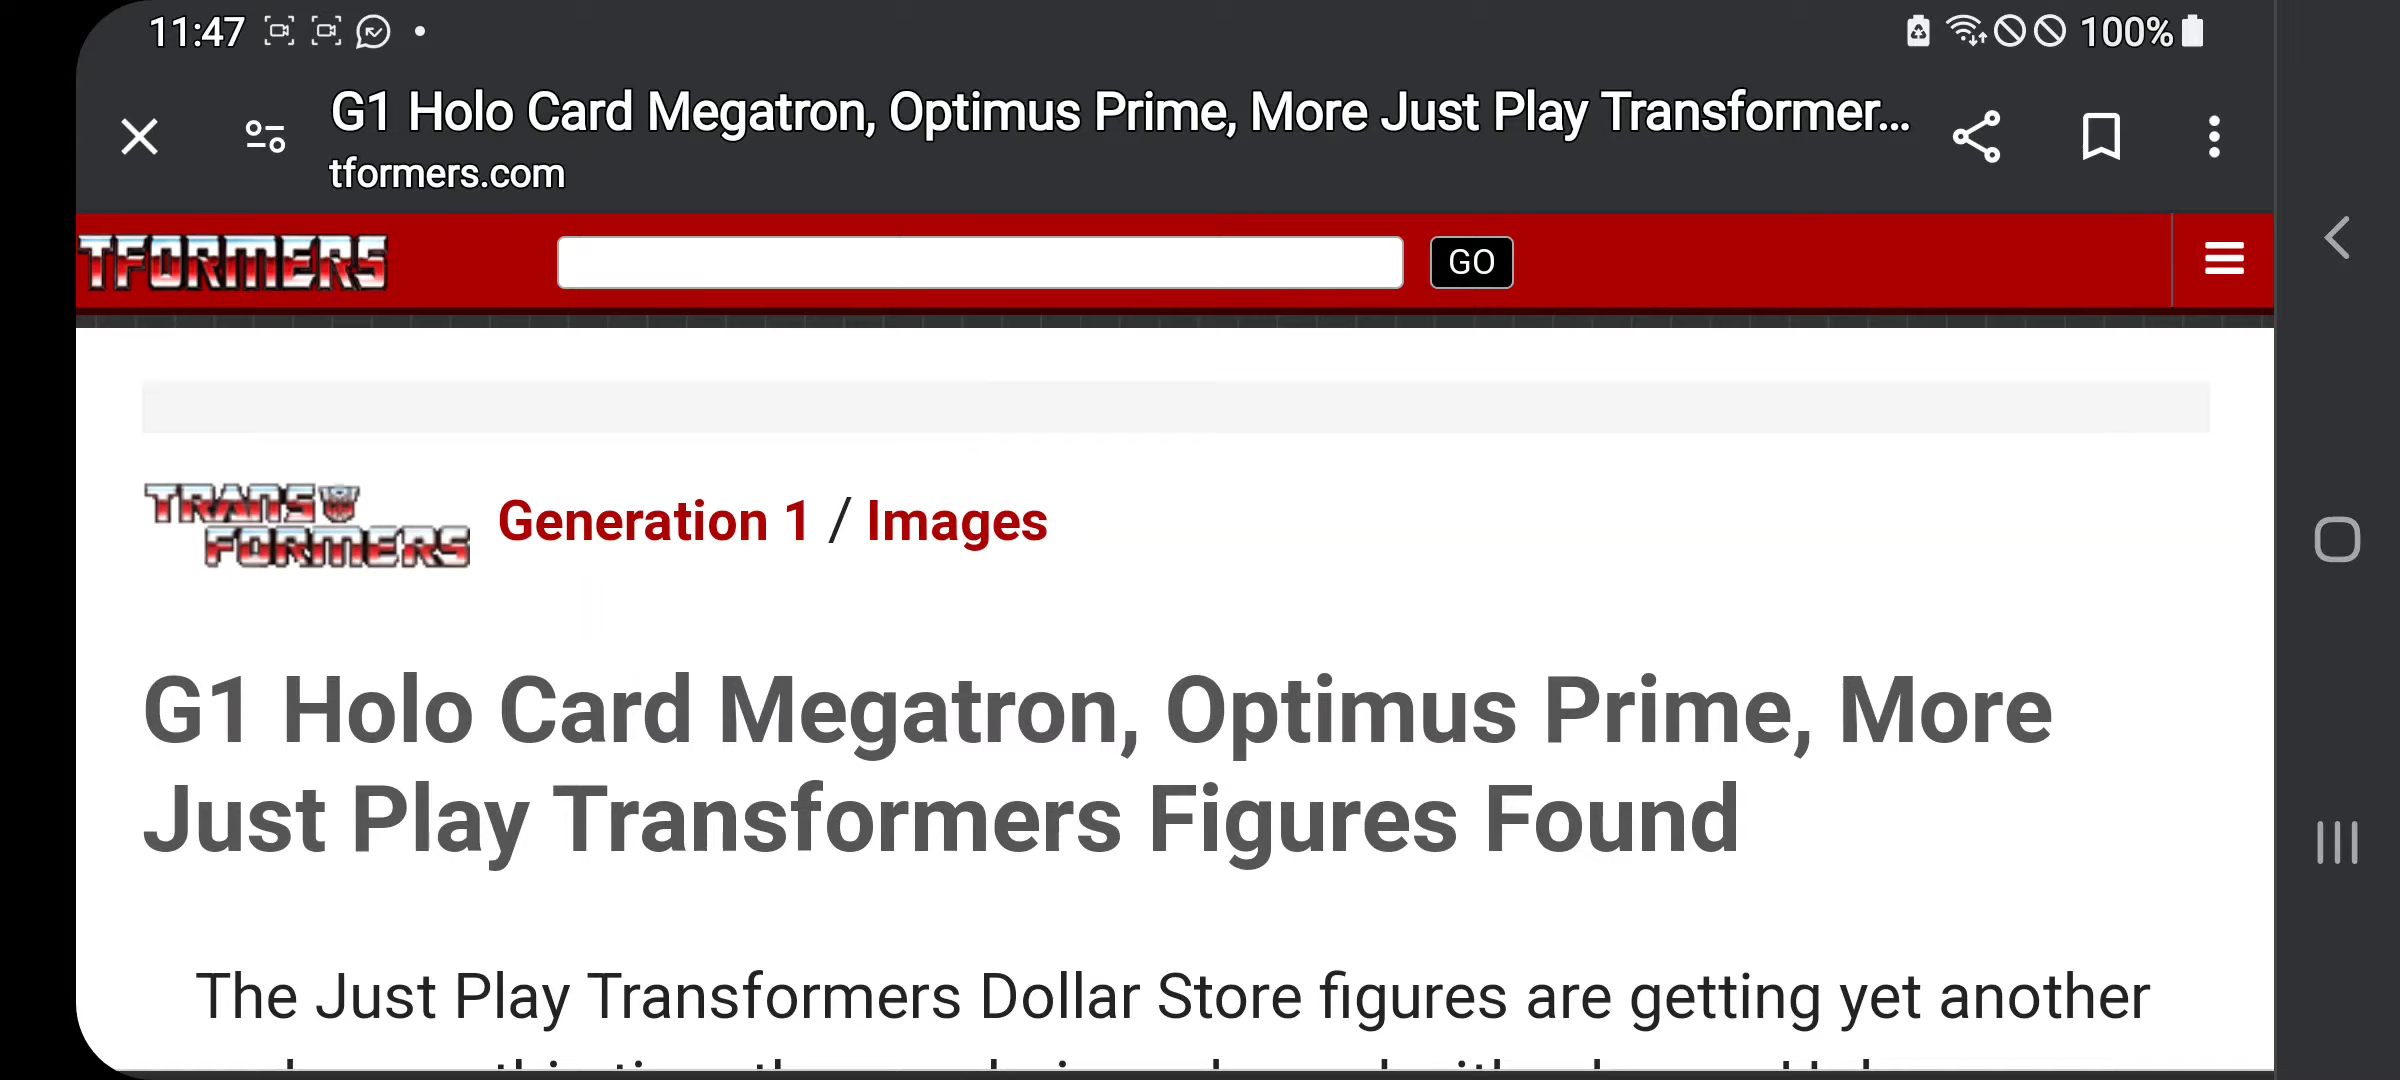 11:47
100%
G1 Holo Card Megatron, Optimus Prime, More Just Play Transformer...
tformers.com
TFORMERS
GO
TRANS
FORMERS
Generation 1 / Images
G1 Holo Card Megatron, Optimus Prime, More
Just Play Transformers Figures Found
The Just Play Transformers Dollar Store figures are getting yet another